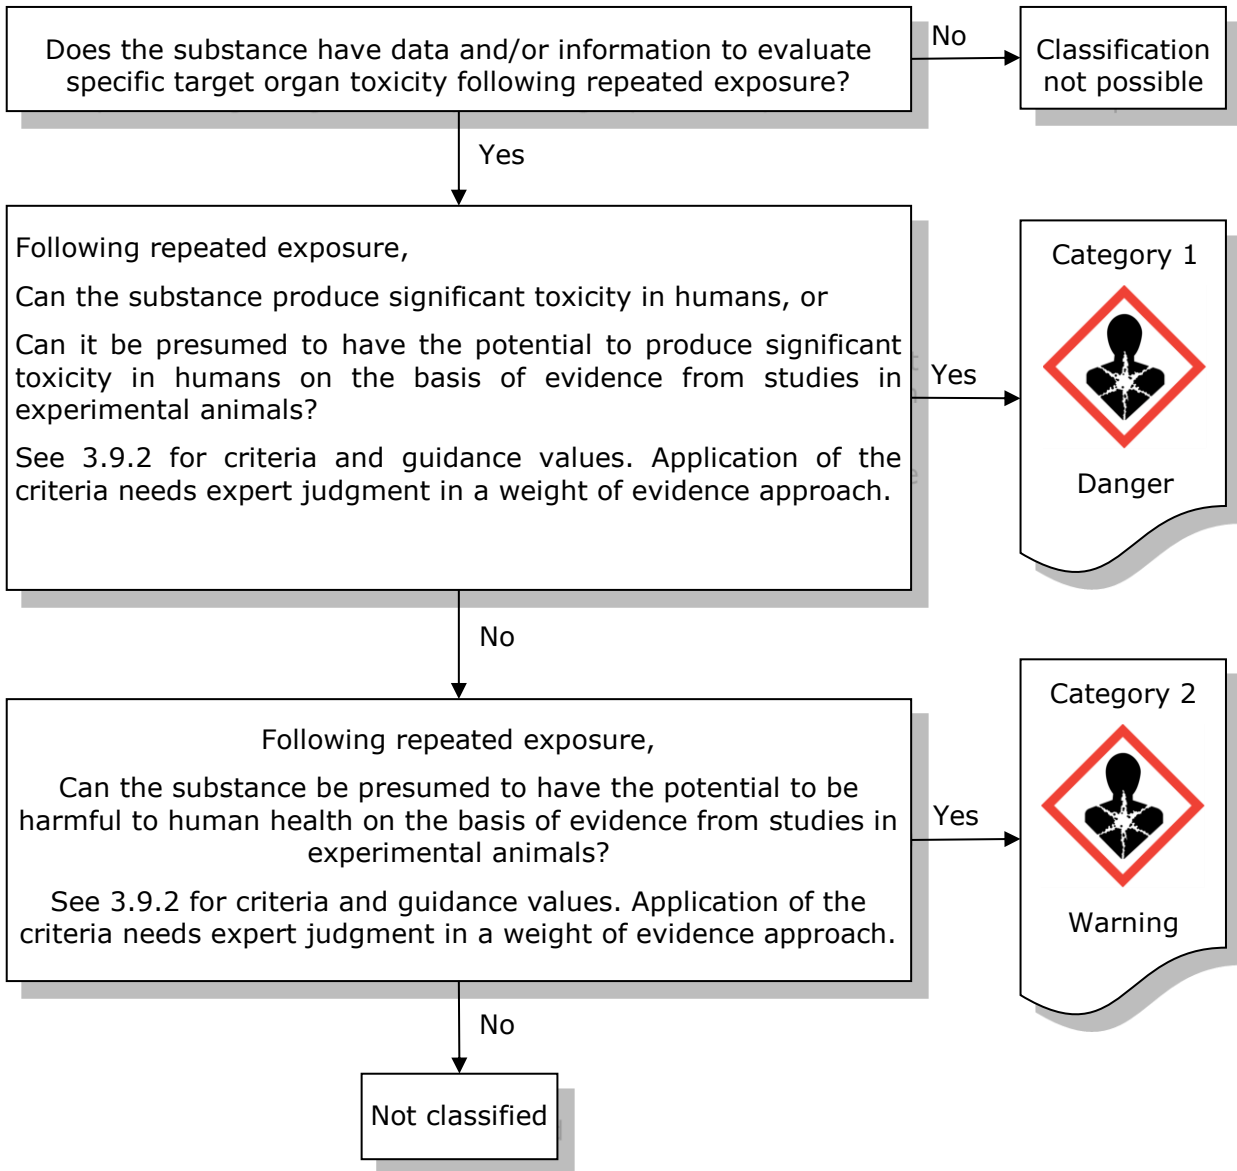 Does the substance have data and/or information to evaluate
specific target organ toxicity following repeated exposure?
No
Classification
not possible
Yes
Following repeated exposure,
Can the substance produce significant toxicity in humans, or
Can it be presumed to have the potential to produce significant
toxicity in humans on the basis of evidence from studies in
experimental animals?
See 3.9.2 for criteria and guidance values. Application of the
criteria needs expert judgment in a weight of evidence approach.
Yes
Category 1
Danger
No
Following repeated exposure,
Can the substance be presumed to have the potential to be
harmful to human health on the basis of evidence from studies in
experimental animals?
See 3.9.2 for criteria and guidance values. Application of the
criteria needs expert judgment in a weight of evidence approach.
Yes
Category 2
Warning
No
Not classified